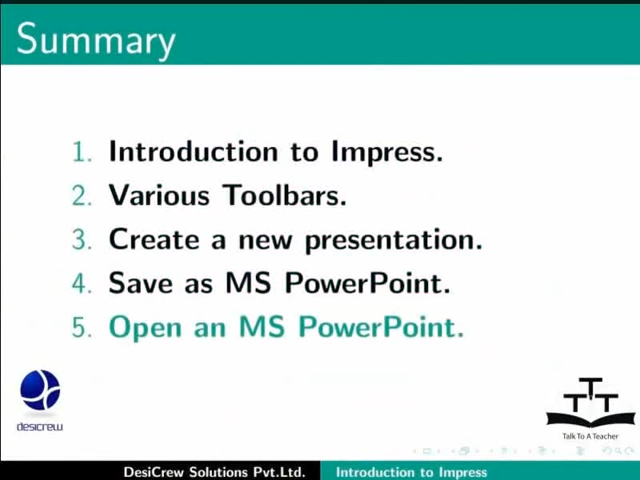 Summary
1. Introduction to Impress.
2. Various Toolbars.
3. Create a new presentation.
4. Save as MS PowerPoint.
5. Open an MS PowerPoint.
desicrew
TTT
Talk To A Teacher
DesiCrew Solutions Pvt.Ltd. Introduction to Impress